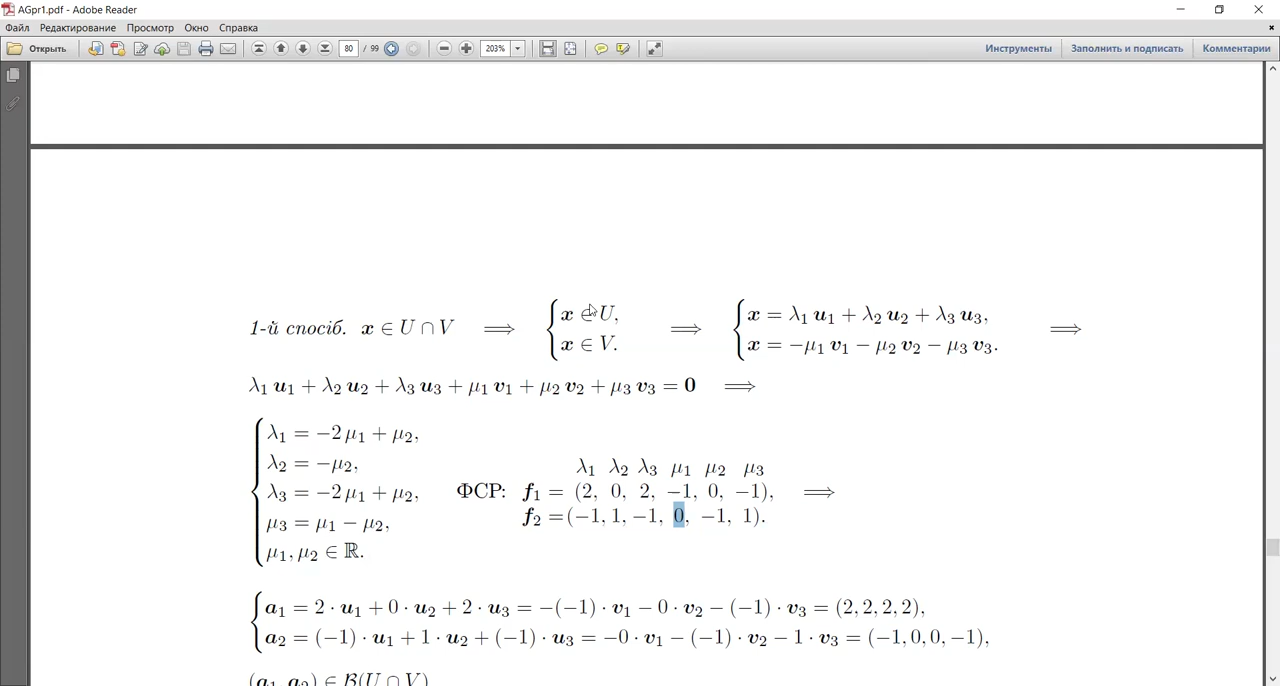 AGpr1.pdf - Adobe Reader
Файл Редактирование Просмотр Окно Справка
Открыть 80 / 99 203% Инструменты Заполнить и подписать Комментарии
1-й спосіб. x ∈ U ∩ V ⟹ { x ∈ U, x ∈ V. ⟹ { x = λ₁ u₁ + λ₂ u₂ + λ₃ u₃, x = −μ₁ v₁ − μ₂ v₂ − μ₃ v₃. ⟹
λ₁ u₁ + λ₂ u₂ + λ₃ u₃ + μ₁ v₁ + μ₂ v₂ + μ₃ v₃ = 0 ⟹
λ₁ = −2 μ₁ + μ₂,
λ₂ = −μ₂,
λ₃ = −2 μ₁ + μ₂,
μ₃ = μ₁ − μ₂,
μ₁, μ₂ ∈ ℝ.
λ₁ λ₂ λ₃ μ₁ μ₂ μ₃
ФСР: f₁ = (2, 0, 2, −1, 0, −1), ⟹
f₂ = (−1, 1, −1, 0, −1, 1).
a₁ = 2 · u₁ + 0 · u₂ + 2 · u₃ = −(−1) · v₁ − 0 · v₂ − (−1) · v₃ = (2, 2, 2, 2),
a₂ = (−1) · u₁ + 1 · u₂ + (−1) · u₃ = −0 · v₁ − (−1) · v₂ − 1 · v₃ = (−1, 0, 0, −1),
(a₁, a₂) ∈ ℬ(U ∩ V)